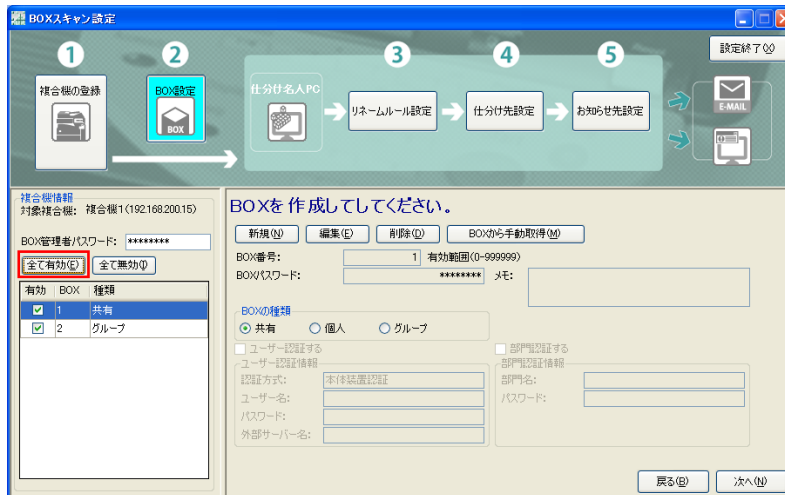 BOXスキャン設定
設定終了(X)
1
2
3
4
5
複合機の登録
BOX設定
BOX
仕分け名人PC
リネームルール設定
仕分け先設定
お知らせ先設定
E-MAIL
複合機情報
対象複合機: 複合機1(192.168.200.15)
BOX管理者パスワード: ********
全て有効(E) 全て無効(I)
有効 BOX 種類
1 共有
2 グループ
BOXを作成してしてください。
新規(N) 編集(E) 削除(D) BOXから手動取得(M)
BOX番号: 1 有効範囲(0-999999)
BOXパスワード: ******** メモ:
BOXの種類
共有 個人 グループ
ユーザー認証する 部門認証する
ユーザー認証情報 部門認証情報
認証方式: 本体装置認証 部門名:
ユーザー名: パスワード:
パスワード:
外部サーバー名:
戻る(B) 次へ(N)